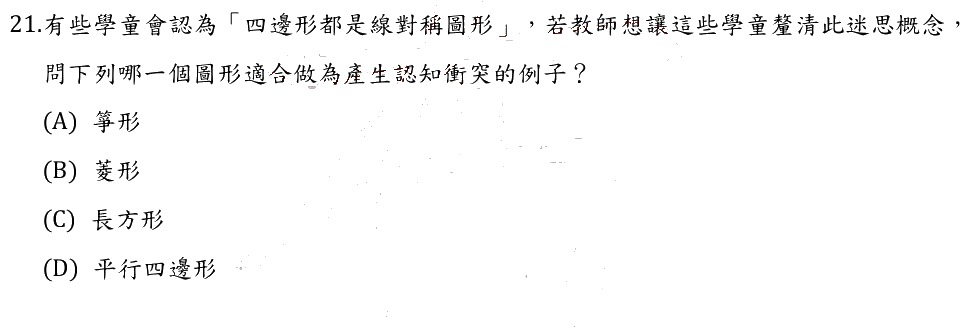 21.有些學童會認為「四邊形都是線對稱圖形」，若教師想讓這些學童釐清此迷思概念，
問下列哪一個圖形適合做為產生認知衝突的例子？
(A) 箏形
(B) 菱形
(C) 長方形
(D) 平行四邊形